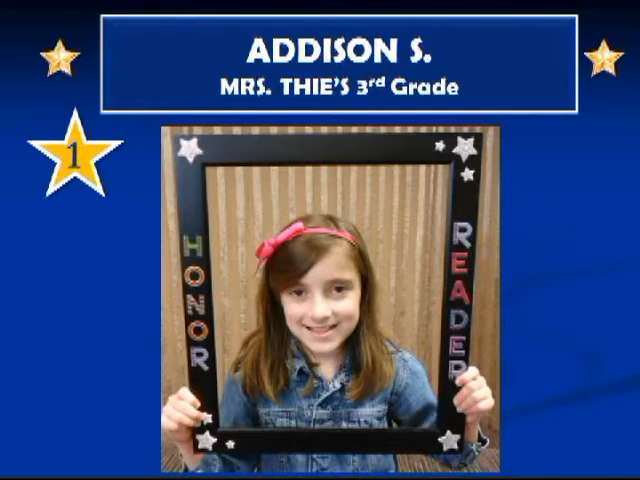 ADDISON S.
MRS. THIE'S 3rd Grade
1
HONOR
READER